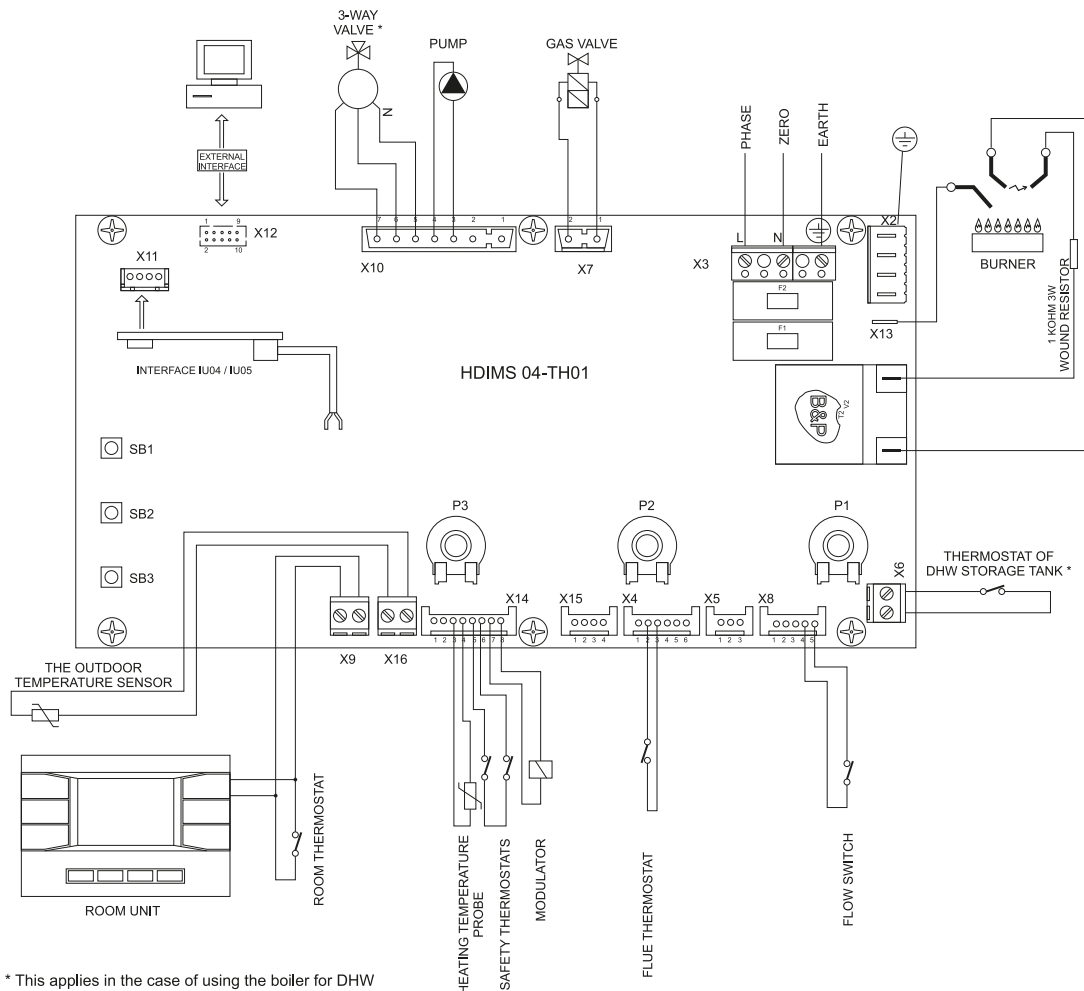 3-WAY
VALVE *
PUMP
GAS VALVE
N
PHASE
ZERO
EARTH
EXTERNAL
INTERFACE
1 9
2 10
X12
7 6 5 4 3 2 1
X10
2 1
X7
L N
X3
F2
F1
X2
X13
BURNER
1 KOHM 3W
WOUND RESISTOR
X11
INTERFACE IU04 / IU05
HDIMS 04-TH01
B&P
T2 V2
SB1
SB2
SB3
P3
P2
P1
X6
THERMOSTAT OF
DHW STORAGE TANK *
X9
X16
X14
1 2 3 4 5 6 7 8
X15
1 2 3 4
X4
1 2 3 4 5 6
X5
1 2 3
X8
1 2 3 4 5
THE OUTDOOR
TEMPERATURE SENSOR
ROOM THERMOSTAT
ROOM UNIT
HEATING TEMPERATURE
PROBE
SAFETY THERMOSTATS
MODULATOR
FLUE THERMOSTAT
FLOW SWITCH
* This applies in the case of using the boiler for DHW